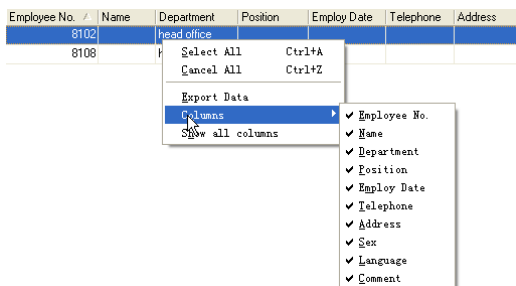 Employee No. Name Department Position Employ Date Telephone Address
8102 head office
8108
Select All Ctrl+A
Cancel All Ctrl+Z
Export Data
Columns
Show all columns
Employee No.
Name
Department
Position
Employ Date
Telephone
Address
Sex
Language
Comment